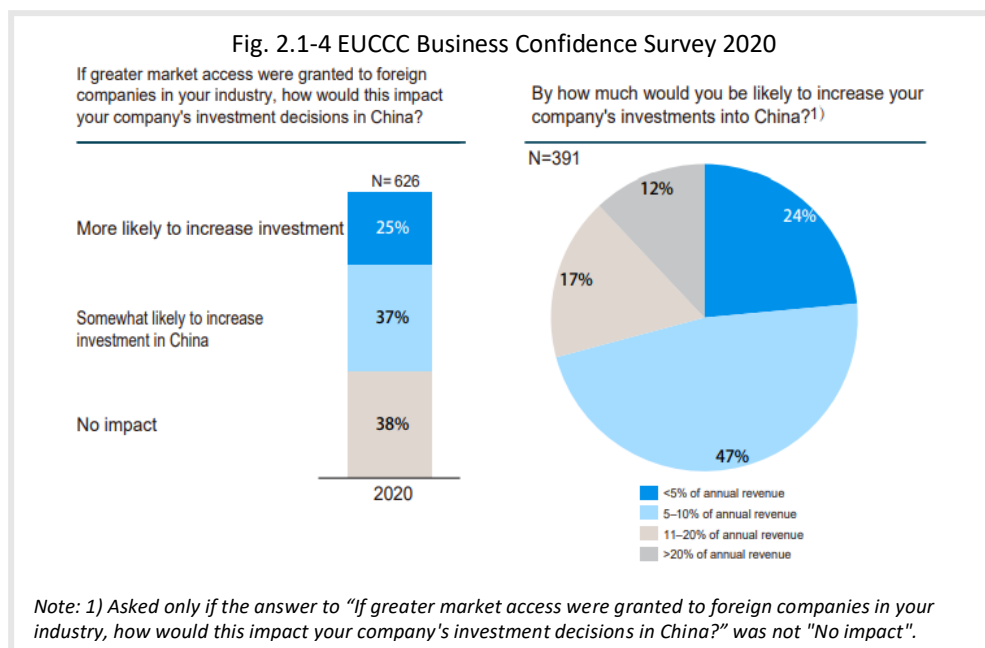 Fig. 2.1-4 EUCCC Business Confidence Survey 2020
If greater market access were granted to foreign
companies in your industry, how would this impact
your company's investment decisions in China?
N=626
More likely to increase investment
25%
Somewhat likely to increase
investment in China
37%
No impact
38%
2020
By how much would you be likely to increase your
company's investments into China?1)
N=391
12%
24%
17%
47%
<5% of annual revenue
5–10% of annual revenue
11–20% of annual revenue
>20% of annual revenue
Note: 1) Asked only if the answer to “If greater market access were granted to foreign companies in your
industry, how would this impact your company's investment decisions in China?” was not "No impact".